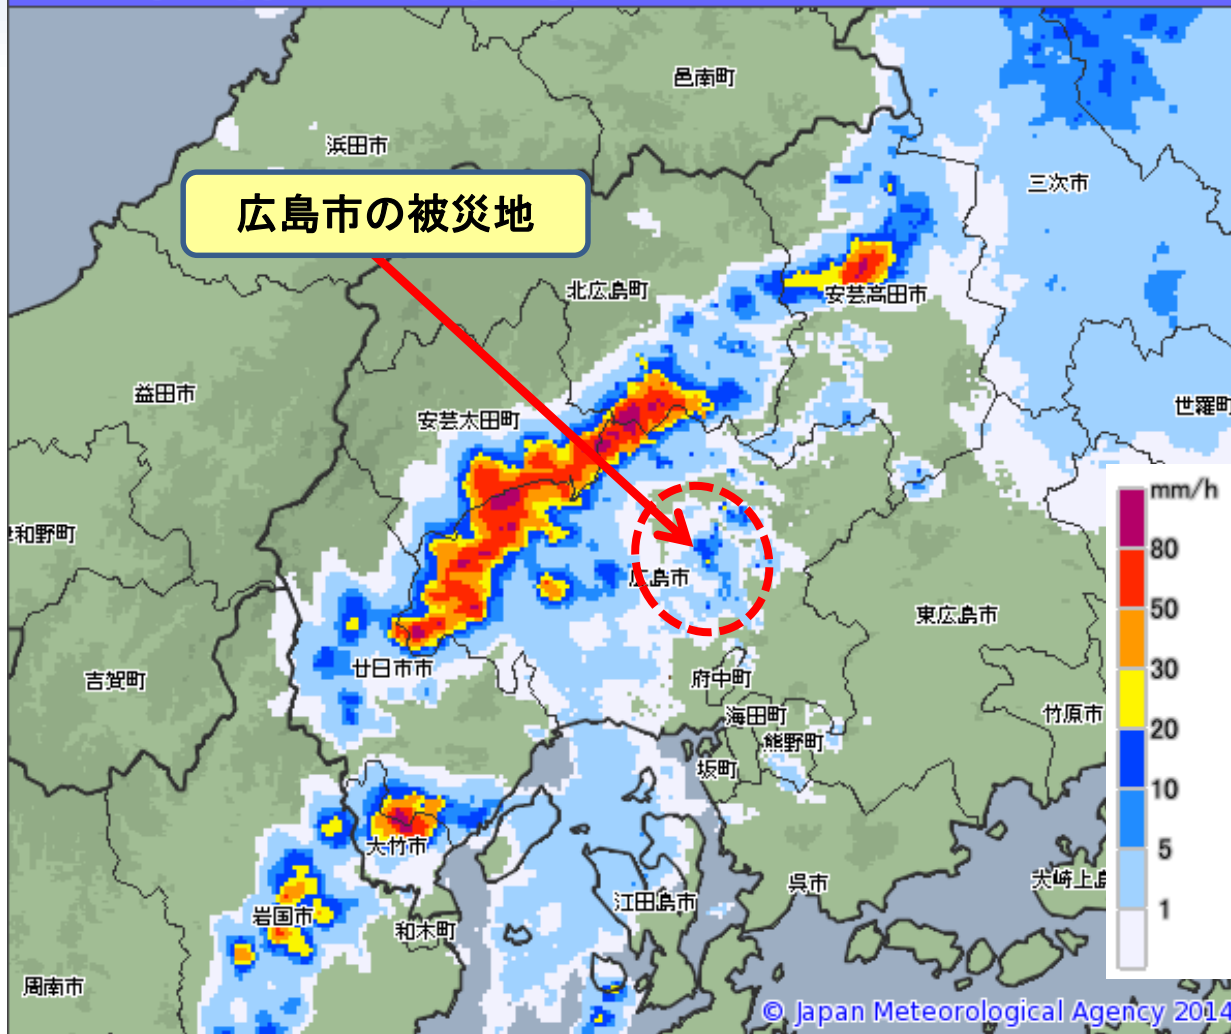 邑南町
浜田市
三次市
広島市の被災地
北広島町
安芸高田市
益田市
安芸太田町
世羅町
mm/h
和野町
80
広島市
50
東広島市
30
廿日市市
吉賀町
府中町
海田町
竹原市
20
熊野町
坂町
10
大竹市
5
呉市
大崎上島
江田島市
1
岩国市
和木町
周南市
© Japan Meteorological Agency 2014